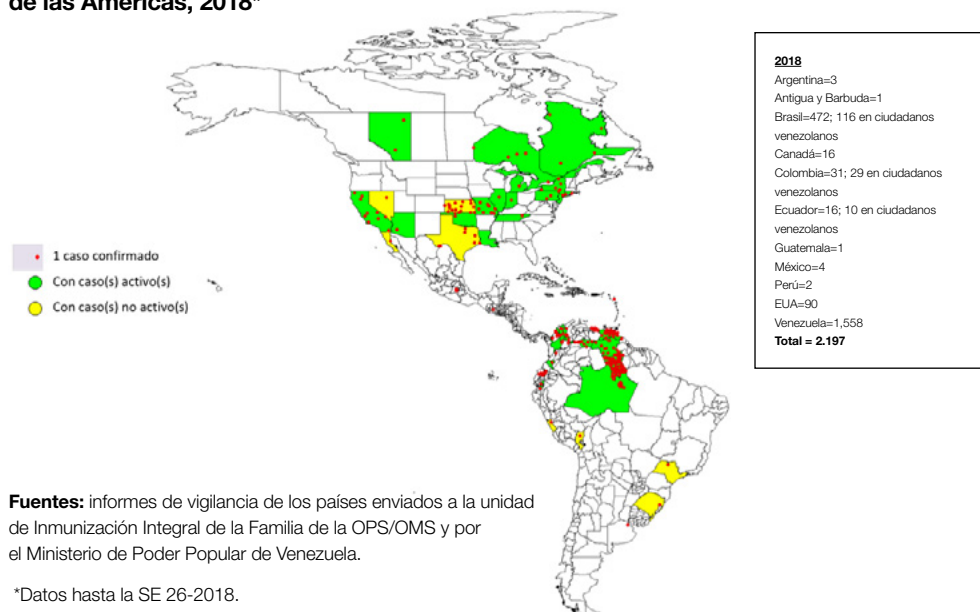 de las Américas, 2018*
2018
Argentina=3
Antigua y Barbuda=1
Brasil=472; 116 en ciudadanos
venezolanos
Canadá=16
Colombia=31; 29 en ciudadanos
venezolanos
Ecuador=16; 10 en ciudadanos
venezolanos
Guatemala=1
México=4
Perú=2
EUA=90
Venezuela=1,558
Total = 2.197
1 caso confirmado
Con caso(s) activo(s)
Con caso(s) no activo(s)
Fuentes: informes de vigilancia de los países enviados a la unidad
de Inmunización Integral de la Familia de la OPS/OMS y por
el Ministerio de Poder Popular de Venezuela.
*Datos hasta la SE 26-2018.